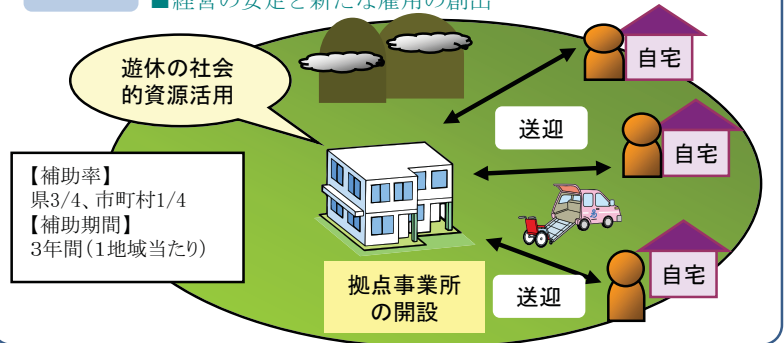 ■経営の安定と新たな雇用の創出
遊休の社会
的資源活用
自宅
送迎
自宅
【補助率】
県3/4、市町村1/4
【補助期間】
3年間(1地域当たり)
拠点事業所
の開設
送迎
自宅